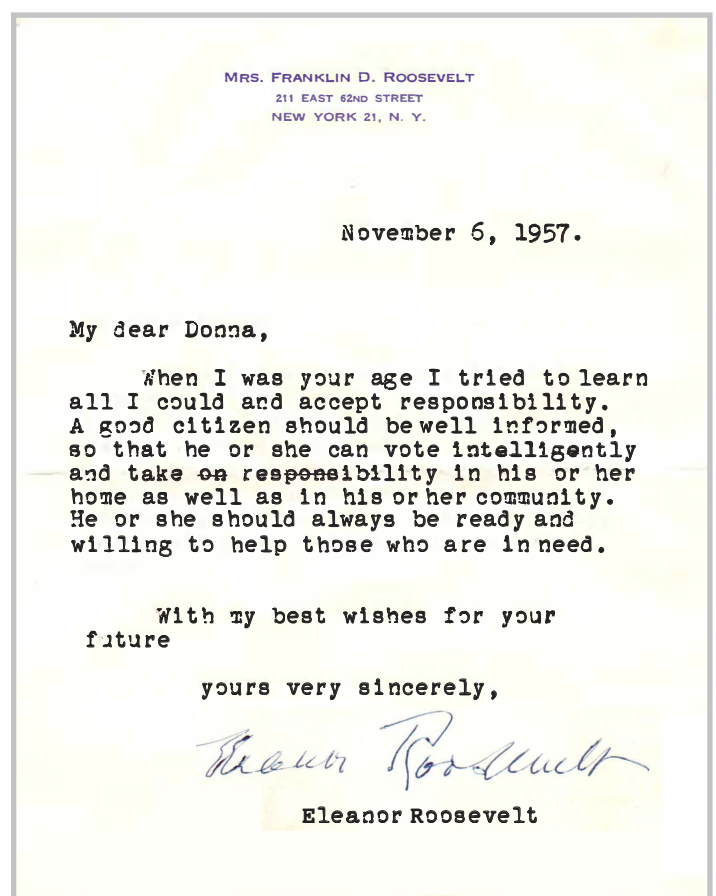 MRS. FRANKLIN D. ROOSEVELT
211 EAST 62ND STREET
NEW YORK 21, N. Y.
November 6, 1957.
My dear Donna,
When I was your age I tried to learn
all I could and accept responsibility.
A good citizen should be well informed,
so that he or she can vote intelligently
and take on responsibility in his or her
home as well as in his or her community.
He or she should always be ready and
willing to help those who are in need.
With my best wishes for your
future
yours very sincerely,
Eleanor Roosevelt
Eleanor Roosevelt